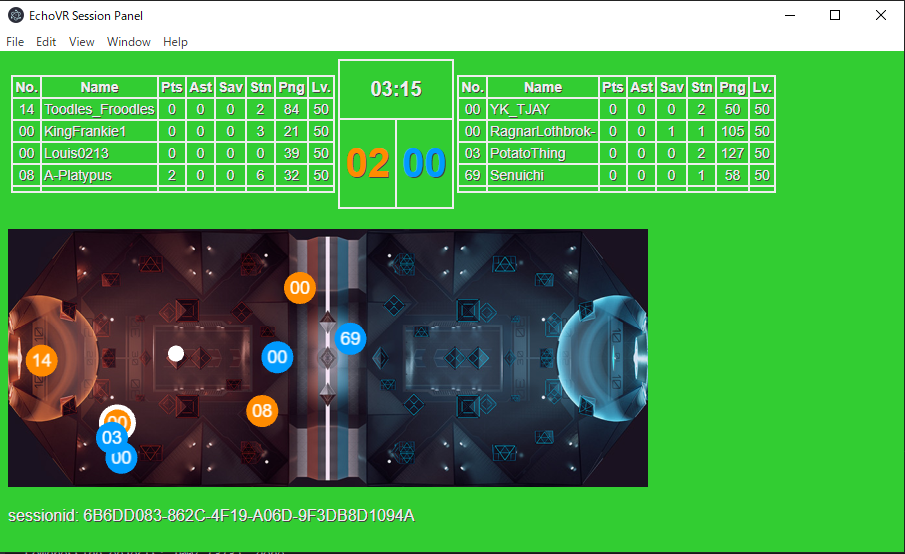 EchoVR Session Panel
File Edit View Window Help
No. Name Pts Ast Sav Stn Png Lv.
14 Toodles_Froodles 0 0 0 2 84 50
00 KingFrankie1 0 0 0 3 21 50
00 Louis0213 0 0 0 0 39 50
08 A-Platypus 2 0 0 6 32 50
03:15
02 00
No. Name Pts Ast Sav Stn Png Lv.
00 YK_TJAY 0 0 0 2 50 50
00 RagnarLothbrok- 0 0 1 1 105 50
03 PotatoThing 0 0 0 2 127 50
69 Senuichi 0 0 0 1 58 50
00
69
00
14
08
00
03
00
sessionid: 6B6DD083-862C-4F19-A06D-9F3DB8D1094A